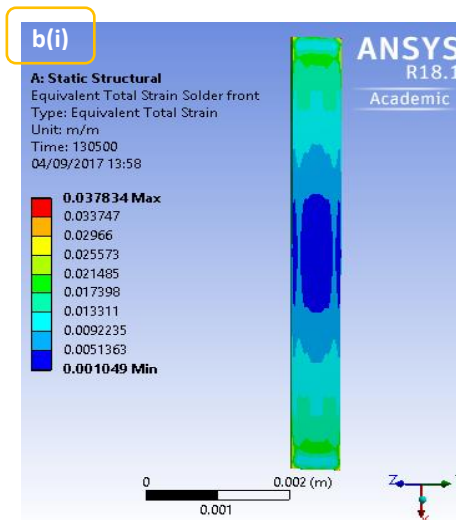 b(i)
ANSYS
R18.1
Academic
A: Static Structural
Equivalent Total Strain Solder front
Type: Equivalent Total Strain
Unit: m/m
Time: 130500
04/09/2017 13:58
0.037834 Max
0.033747
0.02966
0.025573
0.021485
0.017398
0.013311
0.0092235
0.0051363
0.001049 Min
0 0.002 (m)
0.001
Z